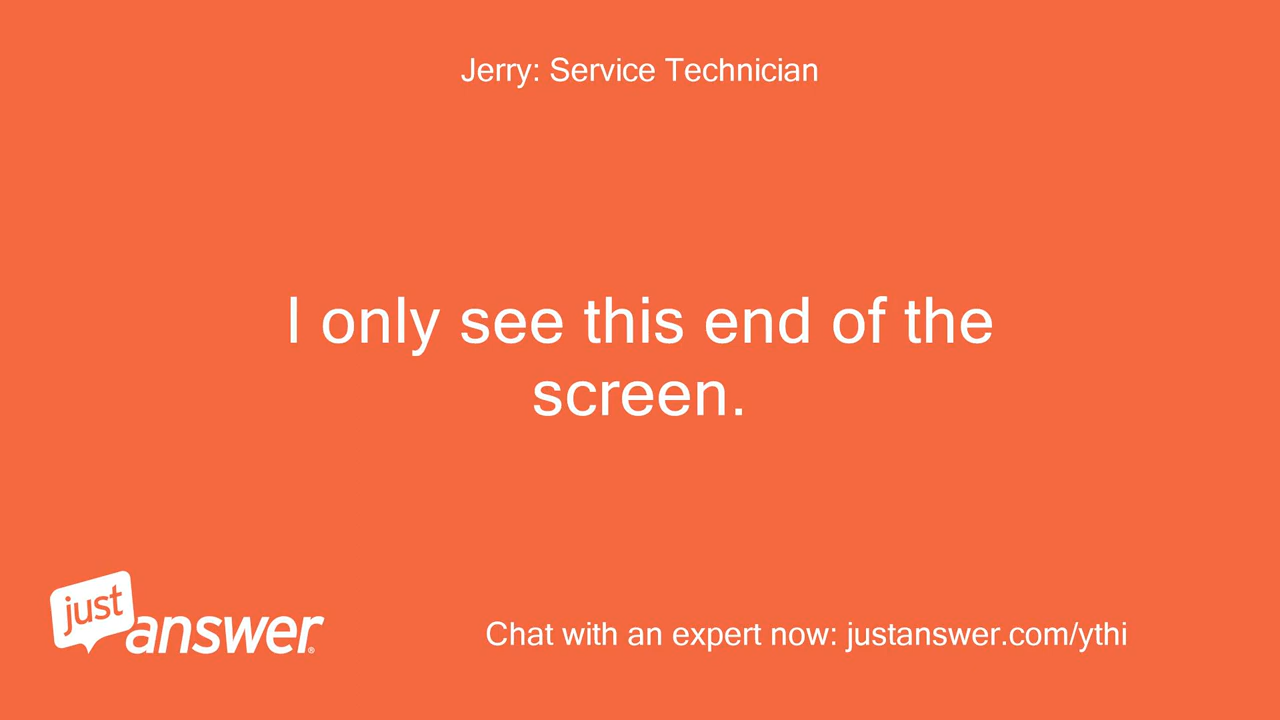 Jerry: Service Technician
I only see this end of the
screen.
just
answer®
Chat with an expert now: justanswer.com/ythi